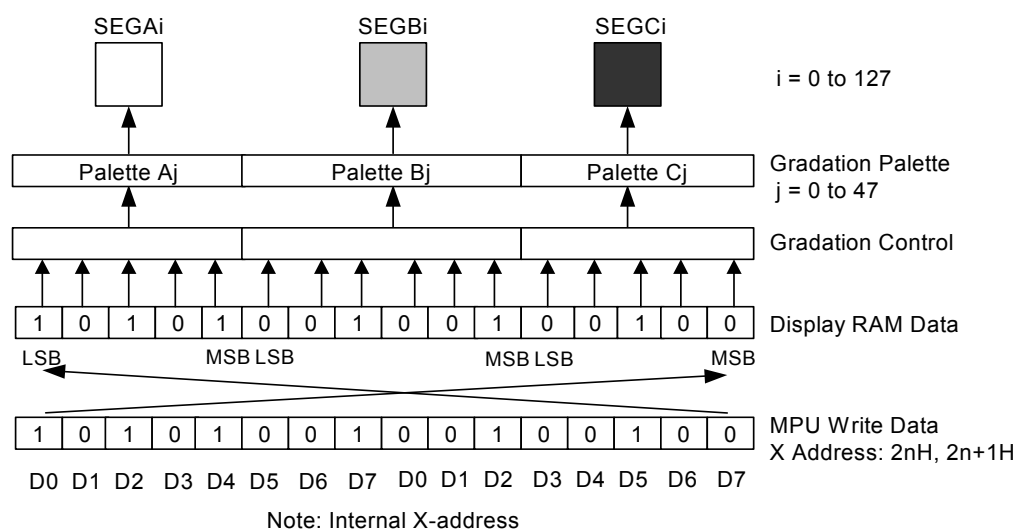 SEGAi SEGBi SEGCi
i = 0 to 127
Palette Aj Palette Bj Palette Cj Gradation Palette
j = 0 to 47
Gradation Control
1 0 1 0 1 0 0 1 0 0 1 0 0 1 0 0 Display RAM Data
LSB MSB LSB MSB LSB MSB
1 0 1 0 1 0 0 1 0 0 1 0 0 1 0 0 MPU Write Data
X Address: 2nH, 2n+1H
D0 D1 D2 D3 D4 D5 D6 D7 D0 D1 D2 D3 D4 D5 D6 D7
Note: Internal X-address